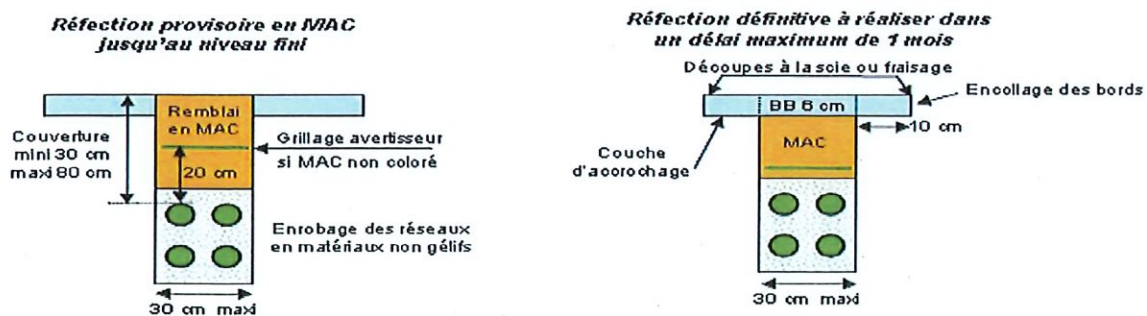 Réfection provisoire en MAC
jusqu'au niveau fini
Remblai
en MAC
Couverture
mini 30 cm
maxi 80 cm
20 cm
Grillage avertisseur
si MAC non coloré
Enrobage des réseaux
en matériaux non gélifs
30 cm maxi
Réfection définitive à réaliser dans
un délai maximum de 1 mois
Découpes à la scie ou fraisage
BB 6 cm
Encollage des bords
10 cm
MAC
Couche
d'accrochage
30 cm maxi